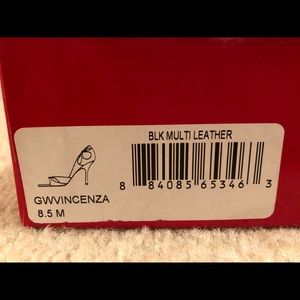 BLK MULTI LEATHER
8 84085 65346 3
GWVINCENZA
8.5 M